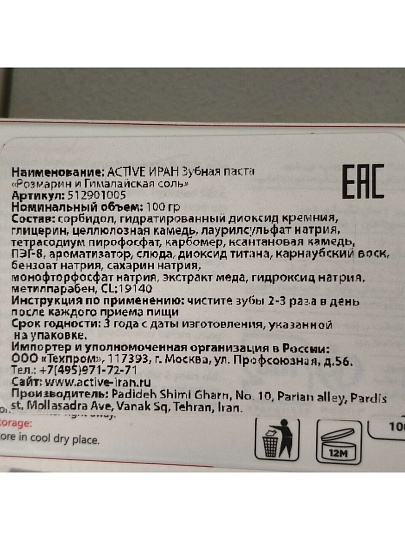 Наименование: ACTIVE ИРАН Зубная паста
«Розмарин и Гималайская соль»
Артикул: 512901005
Номинальный объем: 100 гр
Состав: сорбидол, гидратированный диоксид кремния,
глицерин, целлюлозная камедь, лаурилсульфат натрия,
тетрасодиум пирофосфат, карбомер, ксантановая камедь,
ПЭГ-8, ароматизатор, слюда, диоксид титана, карнаубский воск,
бензоат натрия, сахарин натрия,
монофторфосфат натрия, экстракт меда, гидроксид натрия,
метилпарабен, CL;19140
Инструкция по применению: чистите зубы 2-3 раза в день
после каждого приема пищи
Срок годности: 3 года с даты изготовления, указанной
на упаковке.
Импортер и уполномоченная организация в России:
ООО «Техпром», 117393, г. Москва, ул. Профсоюзная, д.56.
Тел.: +7(495)971-72-71
Сайт: www.active-iran.ru
Производитель: Padideh Shimi Gharn, No. 10, Parian alley, Pardis
st, Mollasadra Ave, Vanak Sq, Tehran, Iran.
EAC
torage:
ore in cool dry place.
12M